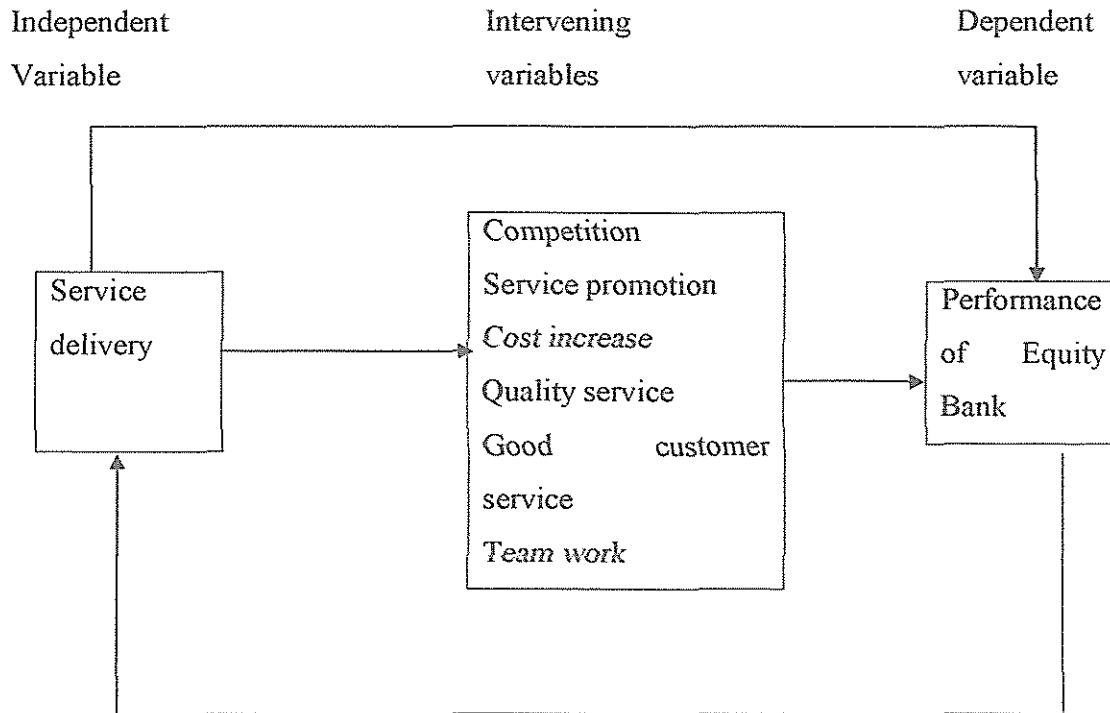 Independent
Variable
Intervening
variables
Dependent
variable
Service
delivery
Competition
Service promotion
Cost increase
Quality service
Good customer
service
Team work
Performance
of Equity
Bank